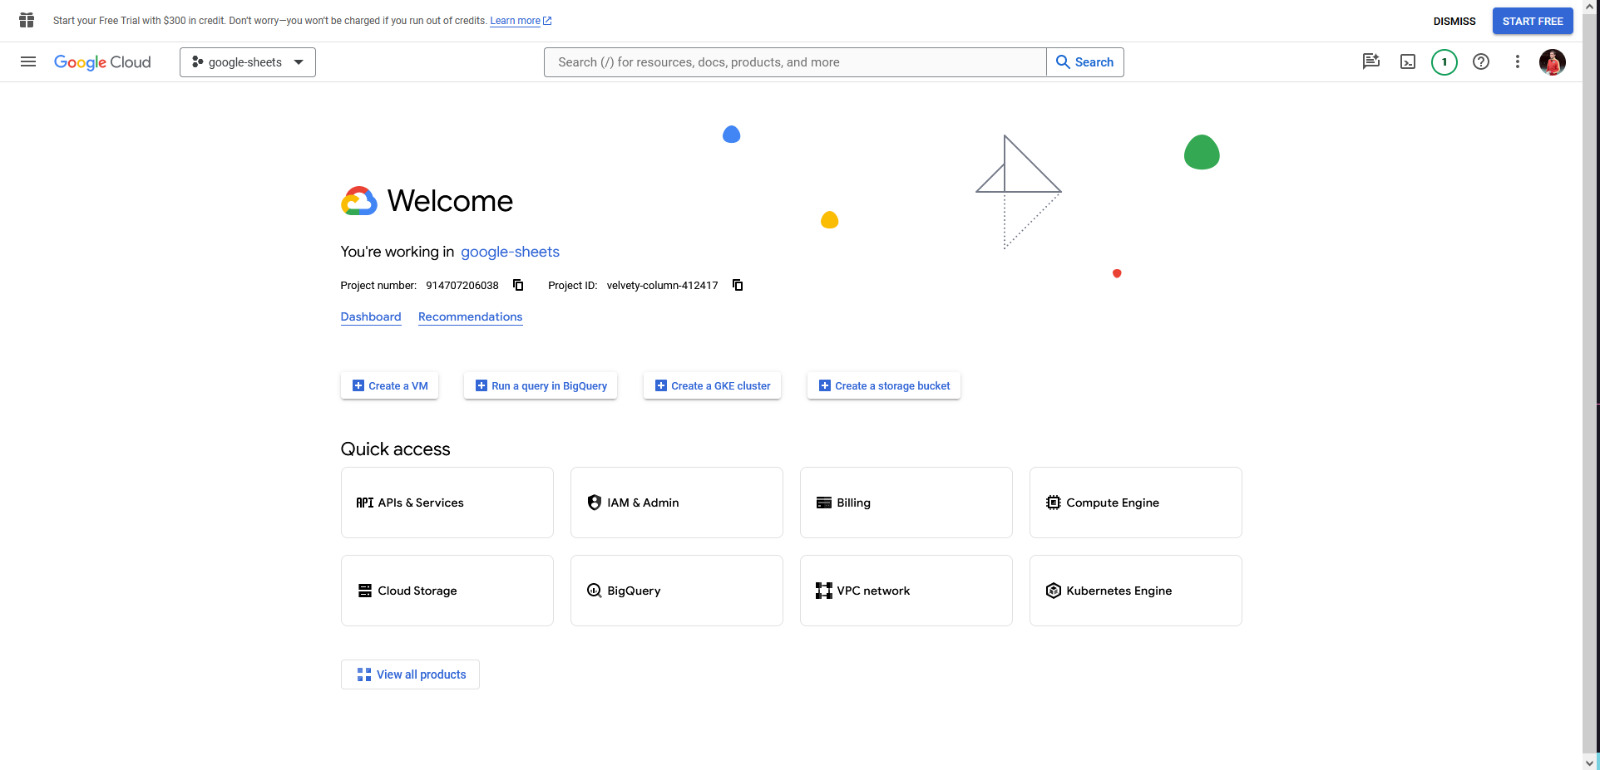 Start your Free Trial with $300 in credit. Don't worry—you won't be charged if you run out of credits. Learn more
DISMISS
START FREE
Google Cloud
google-sheets
Search (/) for resources, docs, products, and more
Search
1
Welcome
You're working in google-sheets
Project number: 914707206038 Project ID: velvety-column-412417
Dashboard Recommendations
Create a VM
Run a query in BigQuery
Create a GKE cluster
Create a storage bucket
Quick access
API APIs & Services
IAM & Admin
Billing
Compute Engine
Cloud Storage
BigQuery
VPC network
Kubernetes Engine
View all products